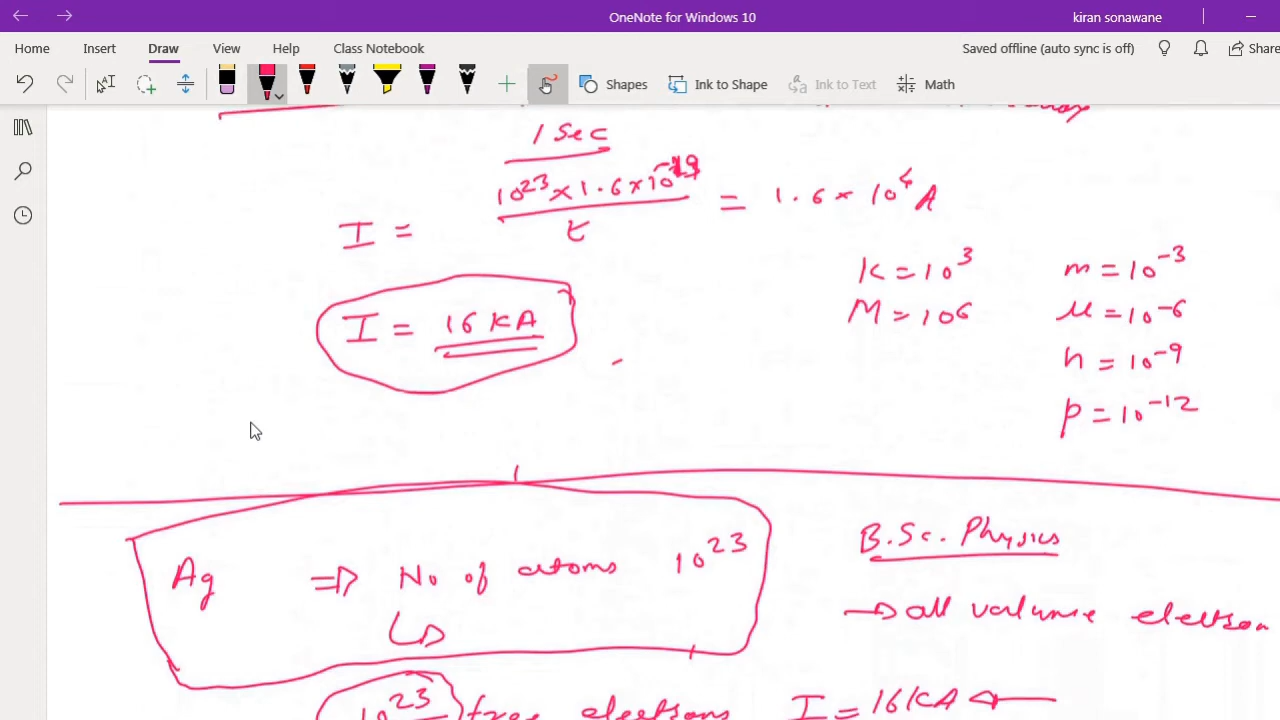 OneNote for Windows 10
kiran sonawane
Home Insert Draw View Help Class Notebook
Saved offline (auto sync is off) Share
Shapes Ink to Shape Ink to Text Math
1 Sec
I = 10^23 × 1.6 × 10^-19 / t = 1.6 × 10^4 A
K = 10^3 m = 10^-3
I = 16 KA M = 10^6 μ = 10^-6
n = 10^-9
p = 10^-12
B.Sc. Physics
Ag ⇒ No of atoms 10^23
→ all valance electron
10^23 free electrons I = 16 KA ←